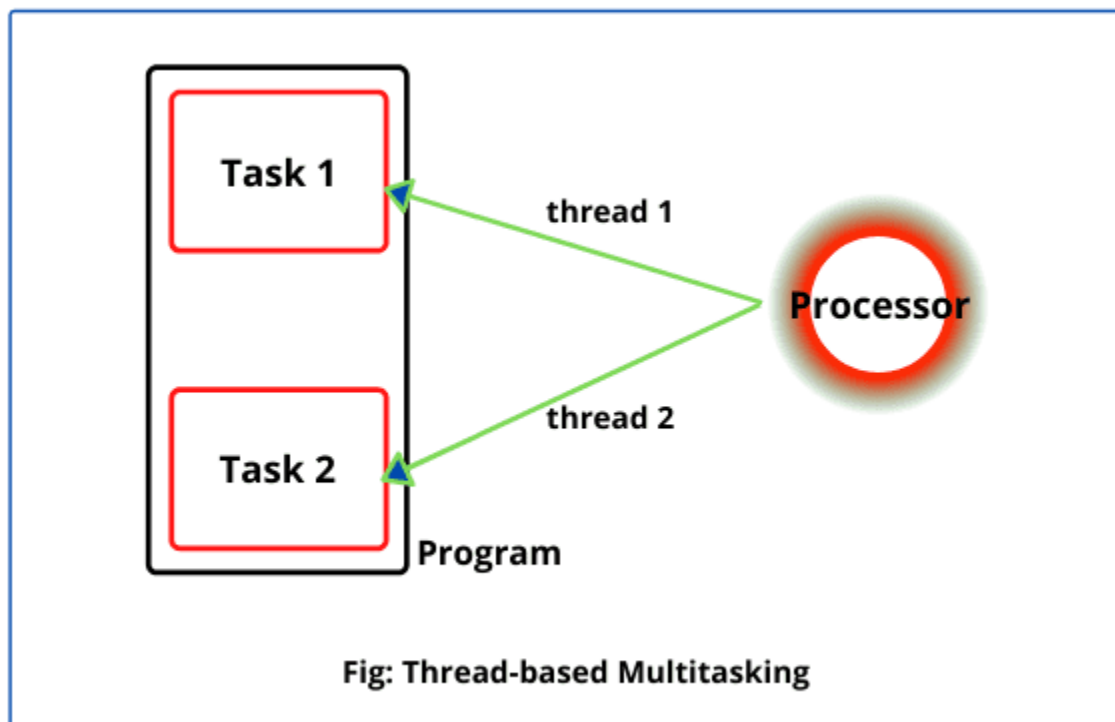 Task 1
thread 1
Processor
thread 2
Task 2
Program
Fig: Thread-based Multitasking